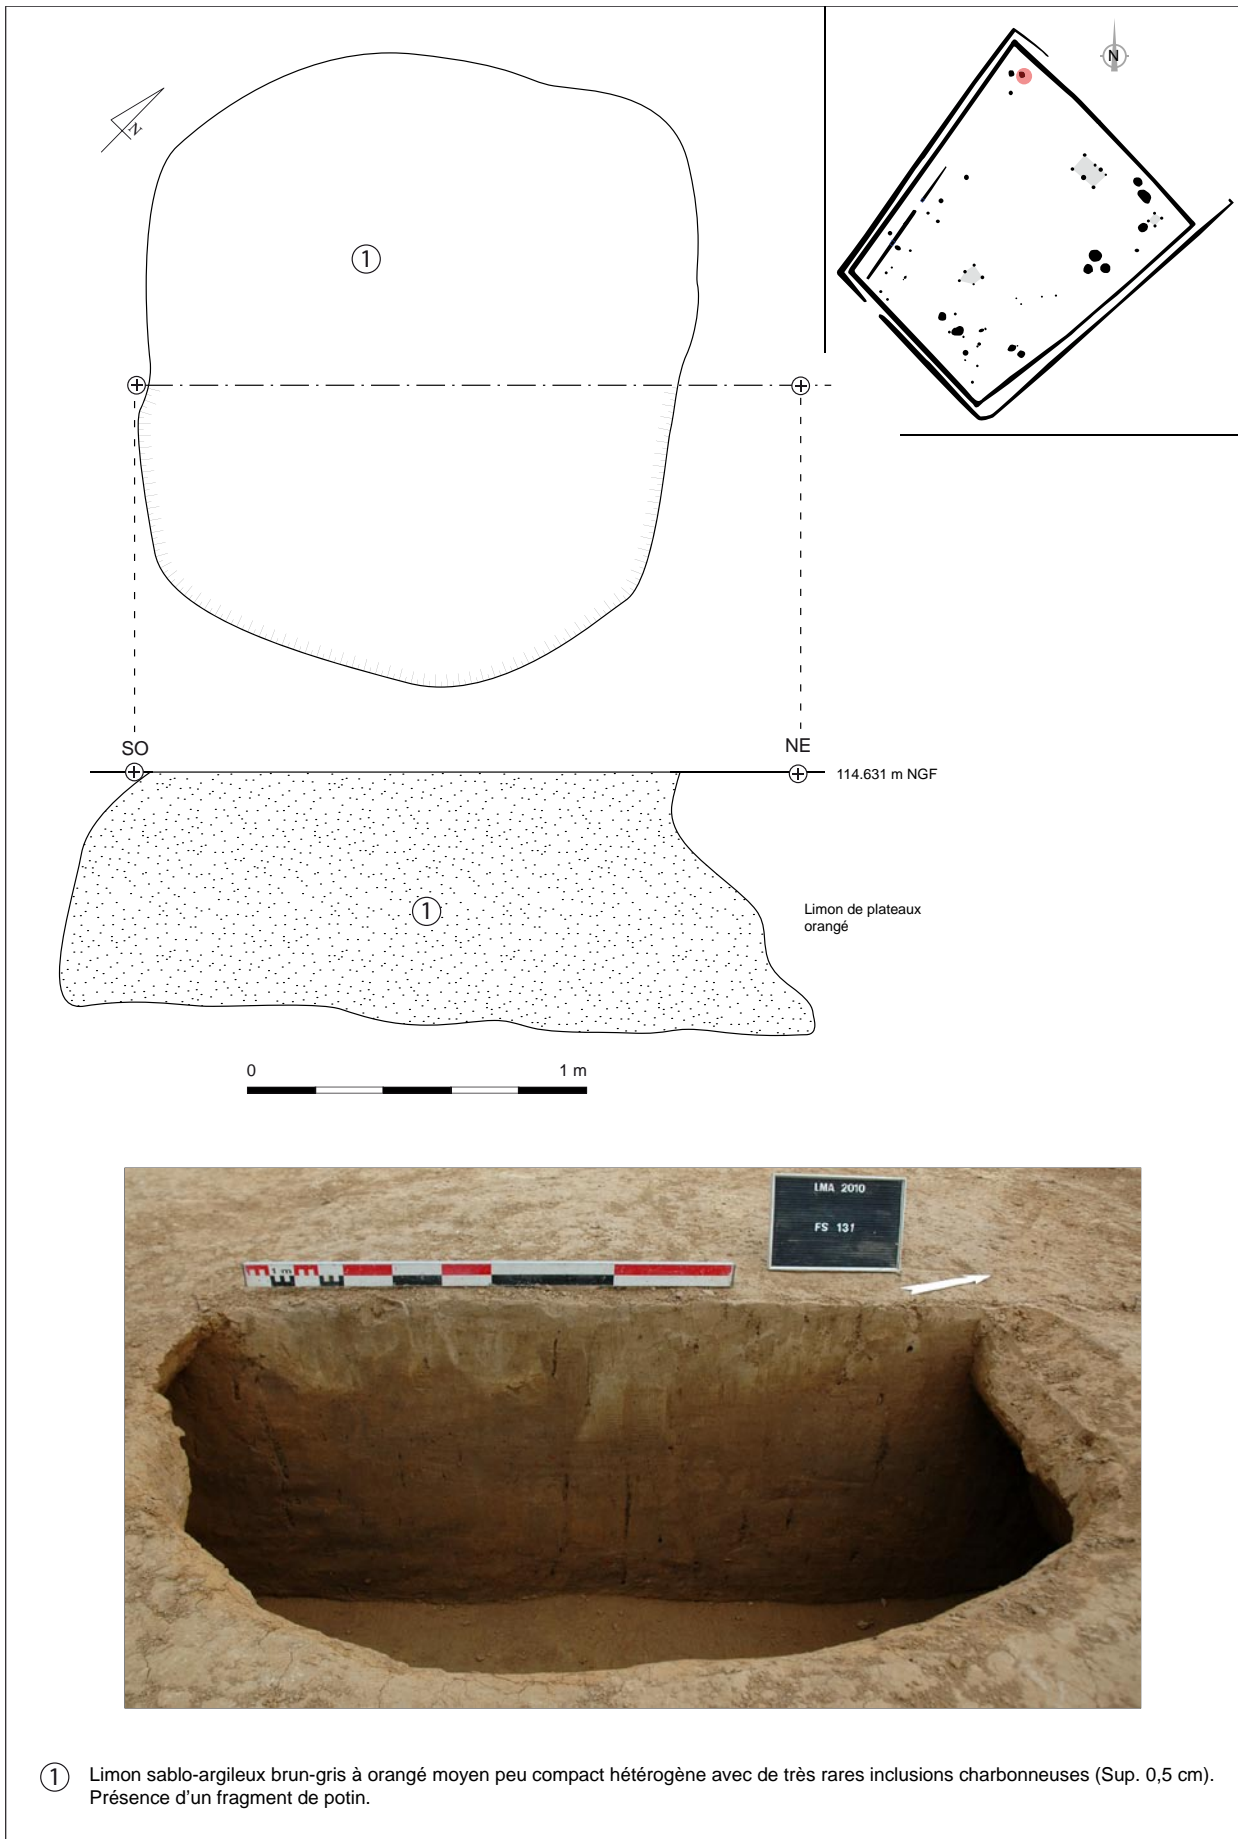 N
N
1
SO
NE
114.631 m NGF
1
Limon de plateaux
orangé
0 1 m
LMA 2010
FS 131
1 m
1 Limon sablo-argileux brun-gris à orangé moyen peu compact hétérogène avec de très rares inclusions charbonneuses (Sup. 0,5 cm).
Présence d'un fragment de potin.